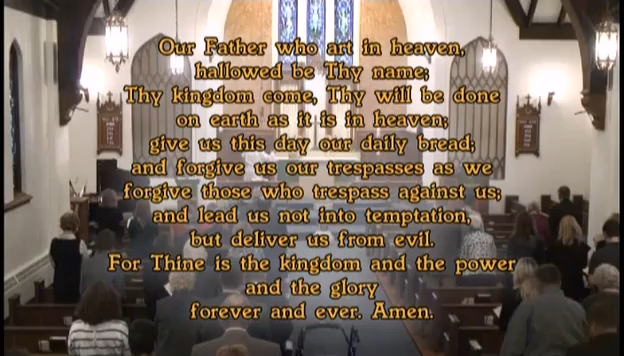 Our Father who art in heaven,
hallowed be Thy name;
Thy kingdom come, Thy will be done
on earth as it is in heaven;
give us this day our daily bread;
and forgive us our trespasses as we
forgive those who trespass against us;
and lead us not into temptation,
but deliver us from evil.
For Thine is the kingdom and the power
and the glory
forever and ever. Amen.